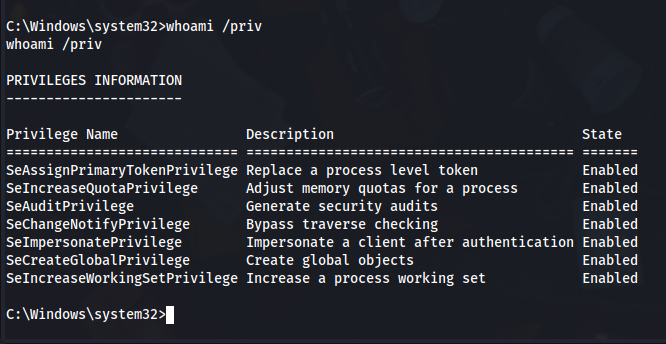 C:\Windows\system32>whoami /priv
whoami /priv
PRIVILEGES INFORMATION
----------------------
Privilege Name                Description                               State
============================= ========================================= =======
SeAssignPrimaryTokenPrivilege Replace a process level token             Enabled
SeIncreaseQuotaPrivilege      Adjust memory quotas for a process        Enabled
SeAuditPrivilege              Generate security audits                  Enabled
SeChangeNotifyPrivilege       Bypass traverse checking                  Enabled
SeImpersonatePrivilege        Impersonate a client after authentication Enabled
SeCreateGlobalPrivilege       Create global objects                     Enabled
SeIncreaseWorkingSetPrivilege Increase a process working set            Enabled
C:\Windows\system32>